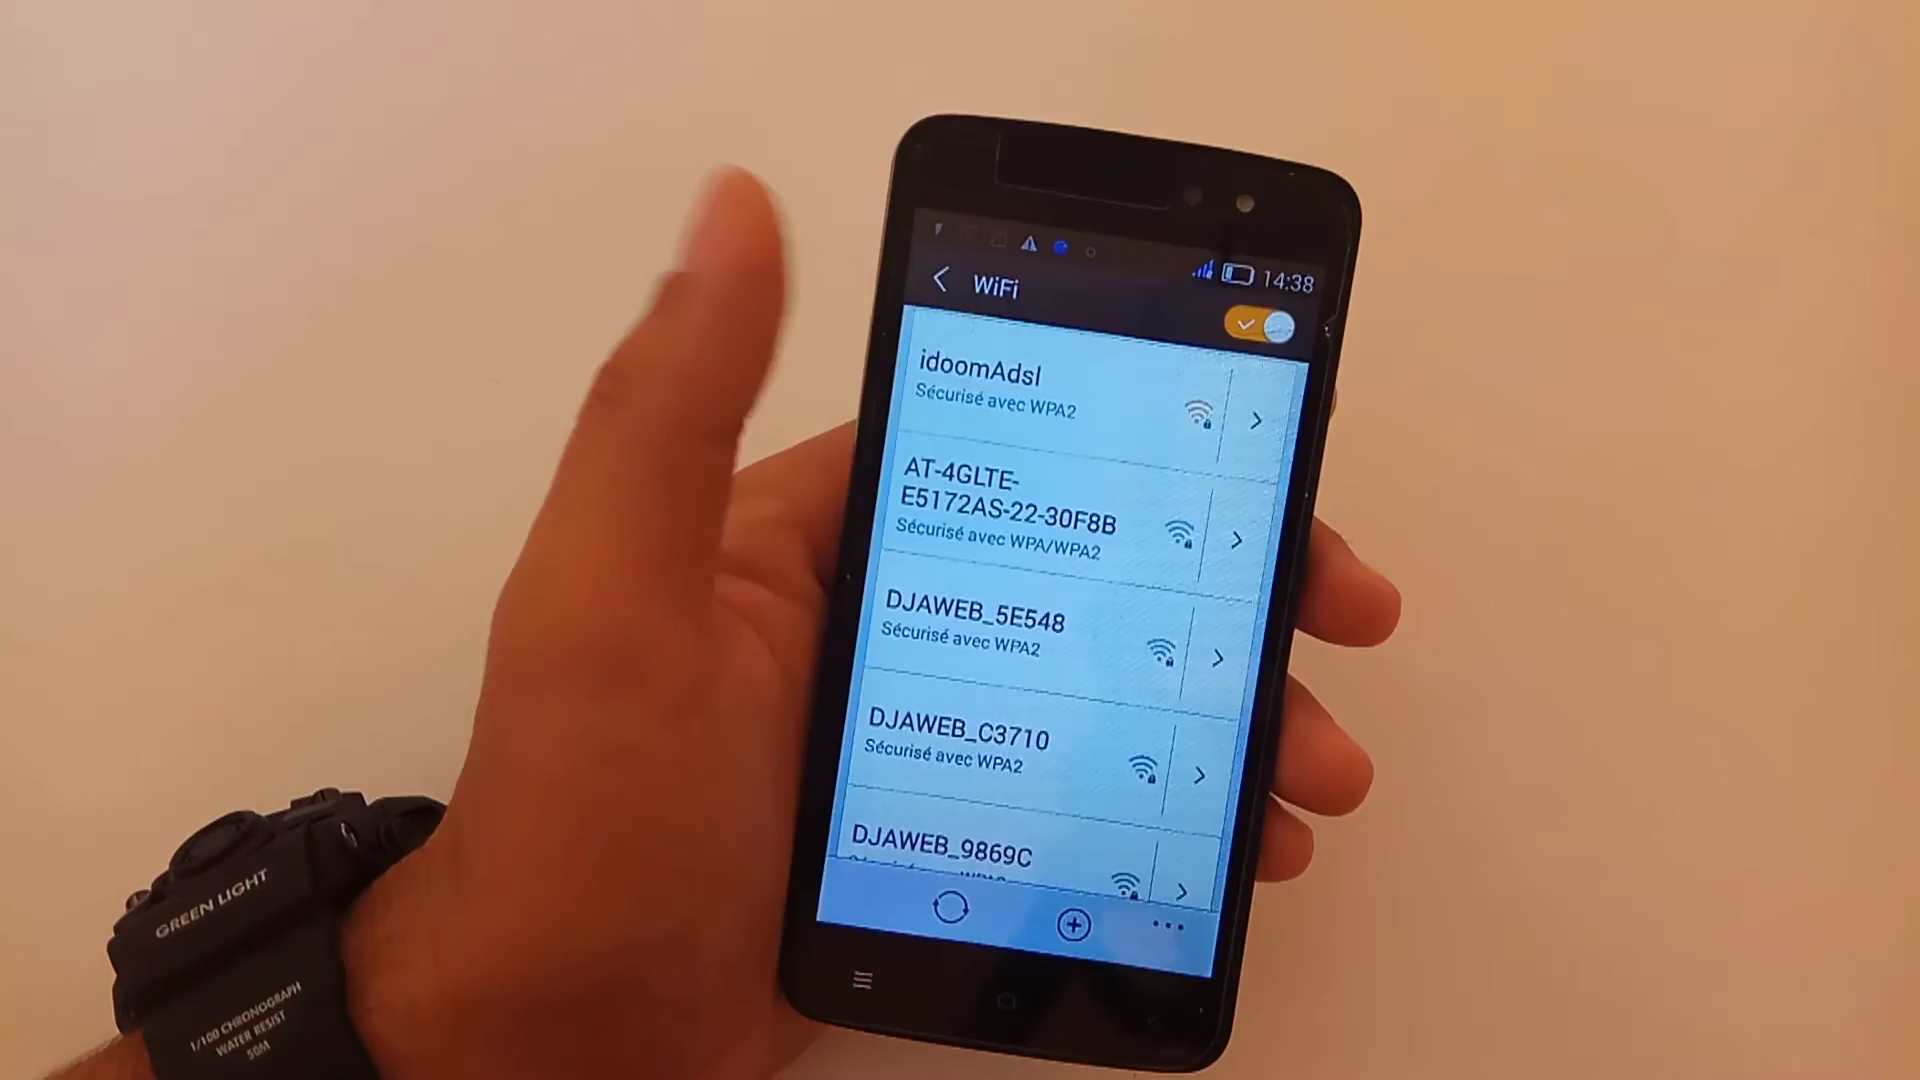 14:38
WiFi
idoomAdsl
Sécurisé avec WPA2
AT-4GLTE-
E5172AS-22-30F8B
Sécurisé avec WPA/WPA2
DJAWEB_5E548
Sécurisé avec WPA2
DJAWEB_C3710
Sécurisé avec WPA2
DJAWEB_9869C
GREEN LIGHT
1/100 CHRONOGRAPH
WATER RESIST
50M